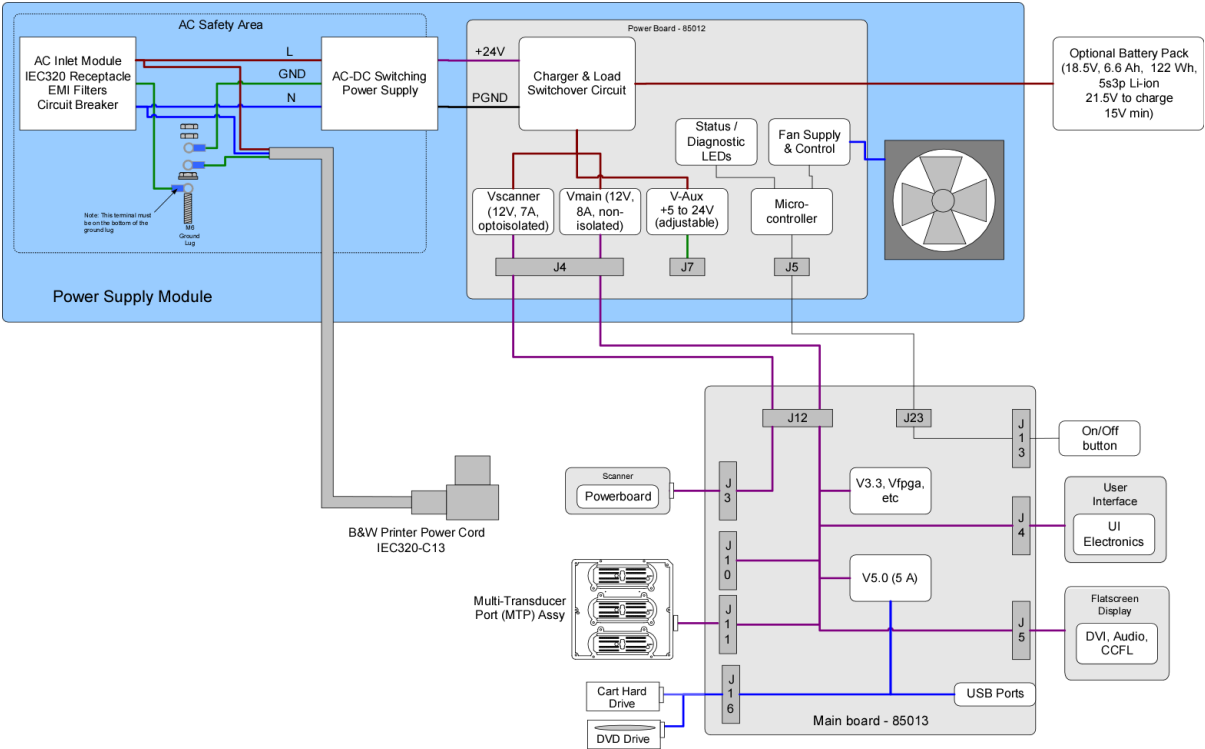 AC Safety Area
Power Board - 85012
AC Inlet Module
IEC320 Receptacle
EMI Filters
Circuit Breaker
L
GND
N
AC-DC Switching
Power Supply
+24V
PGND
Charger & Load
Switchover Circuit
Optional Battery Pack
(18.5V, 6.6 Ah, 122 Wh,
5s3p Li-ion
21.5V to charge
15V min)
Status /
Diagnostic
LEDs
Fan Supply
& Control
Vscanner
(12V, 7A,
optoisolated)
Vmain (12V,
8A, non-
isolated)
V-Aux
+5 to 24V
(adjustable)
Micro-
controller
Note: This terminal must
be on the bottom of the
ground lug
M6
Ground
Lug
J4
J7
J5
Power Supply Module
J12
J23
J
1
3
On/Off
button
Scanner
Powerboard
J
3
V3.3, Vfpga,
etc
J
4
User
Interface
UI
Electronics
B&W Printer Power Cord
IEC320-C13
J
1
0
V5.0 (5 A)
Multi-Transducer
Port (MTP) Assy
J
1
1
J
5
Flatscreen
Display
DVI, Audio,
CCFL
Cart Hard
Drive
J
1
6
USB Ports
DVD Drive
Main board - 85013